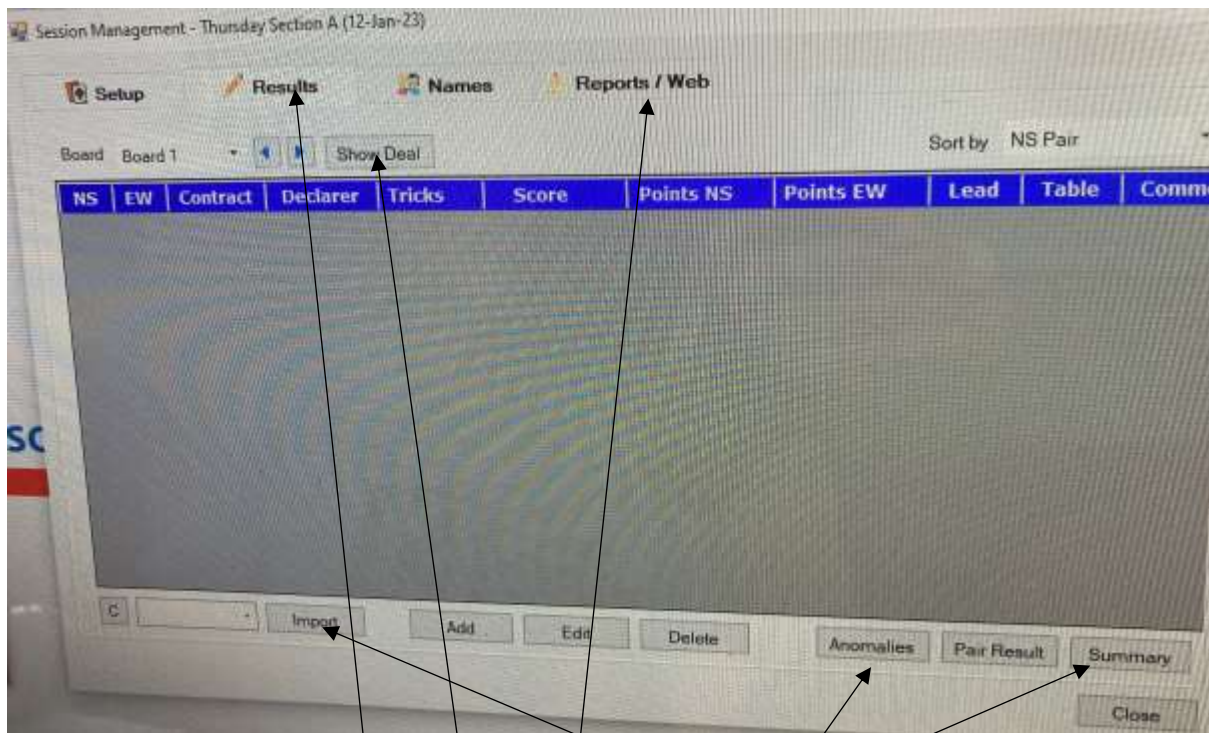 Session Management - Thursday Section A (12-Jan-23)
Setup Results Names Reports / Web
Board Board 1 Show Deal Sort by NS Pair
NS EW Contract Declarer Tricks Score Points NS Points EW Lead Table Comme
SC
C Import Add Edit Delete Anomalies Pair Result Summary
Close